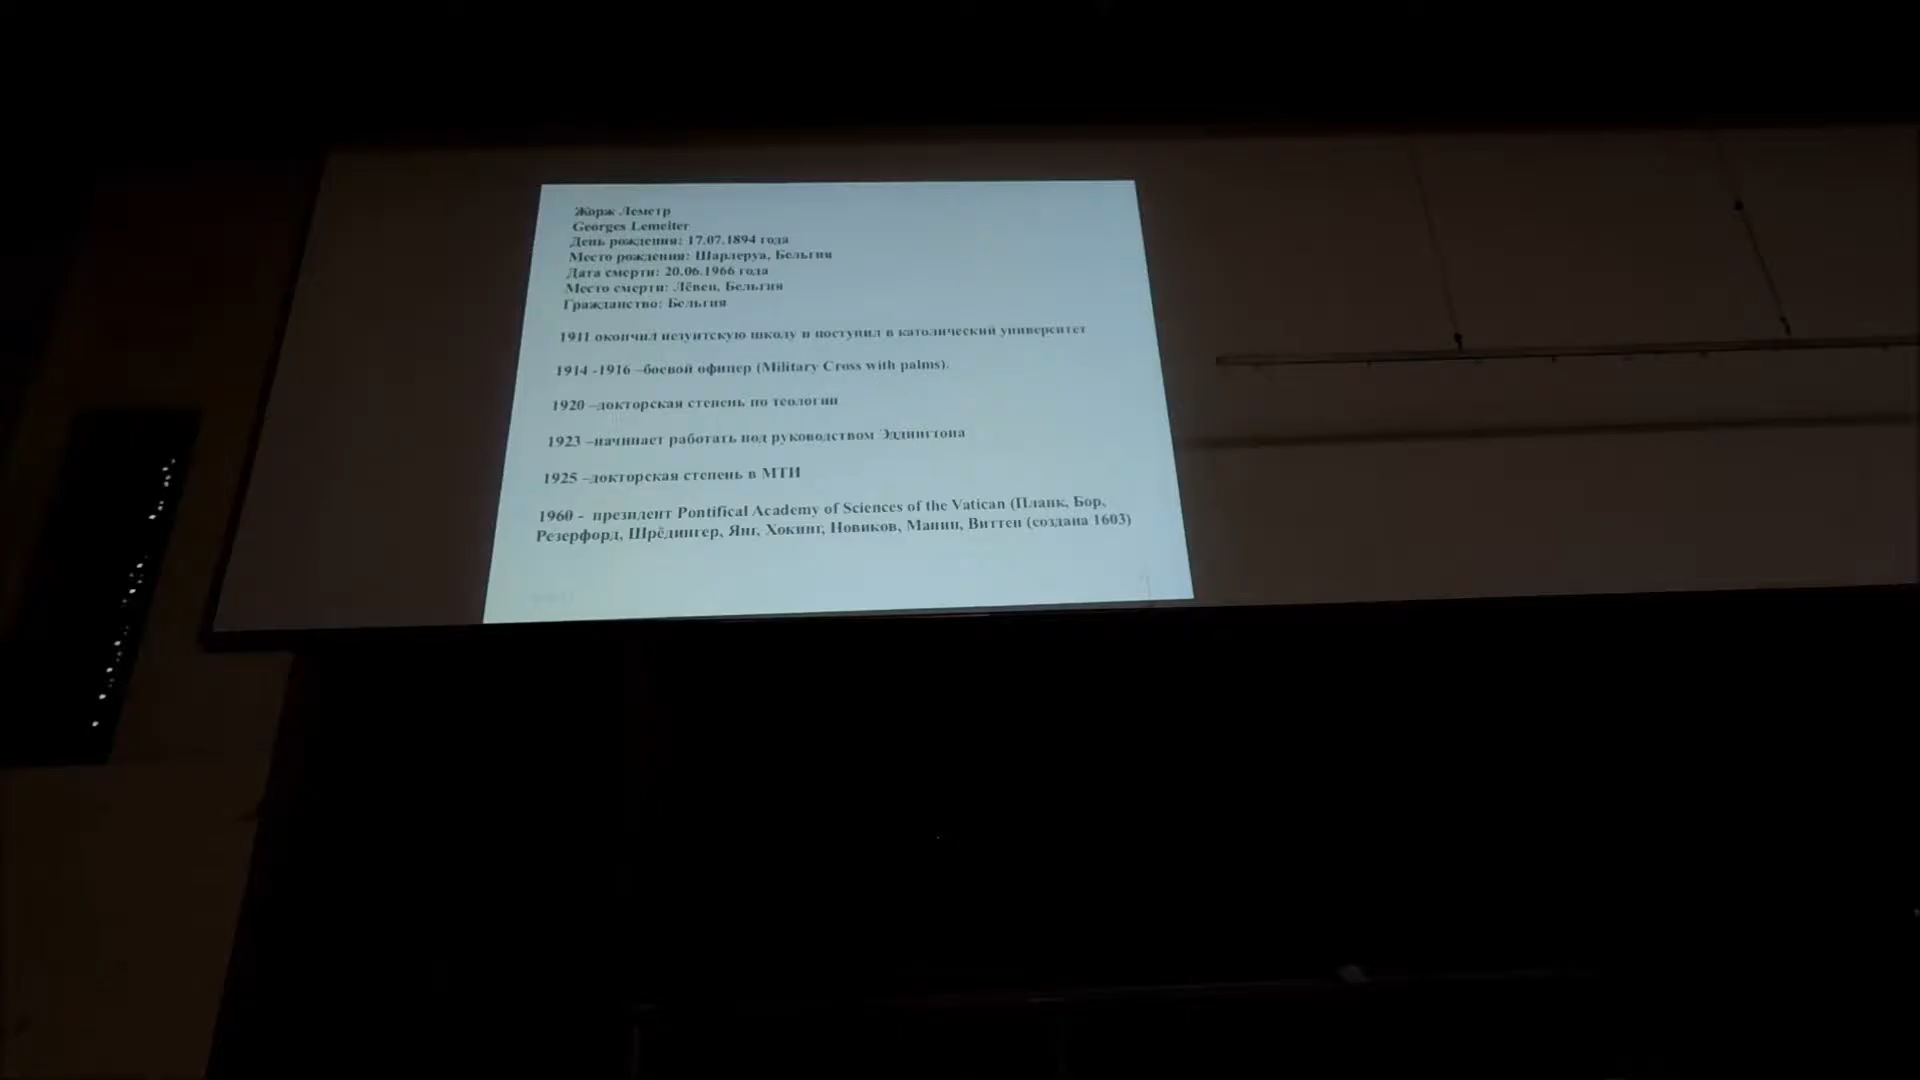 Жорж Леметр
Georges Lemeiter
День рождения: 17.07.1894 года
Место рождения: Шарлеруа, Бельгия
Дата смерти: 20.06.1966 года
Место смерти: Лёвен, Бельгия
Гражданство: Бельгия
1911 окончил иезуитскую школу и поступил в католический университет
1914 -1916 –боевой офицер (Military Cross with palms).
1920 –докторская степень по теологии
1923 –начинает работать под руководством Эддингтона
1925 –докторская степень в МТИ
1960 - президент Pontifical Academy of Sciences of the Vatican (Планк, Бор,
Резерфорд, Шрёдингер, Янг, Хокинг, Новиков, Манин, Виттен (создана 1603)